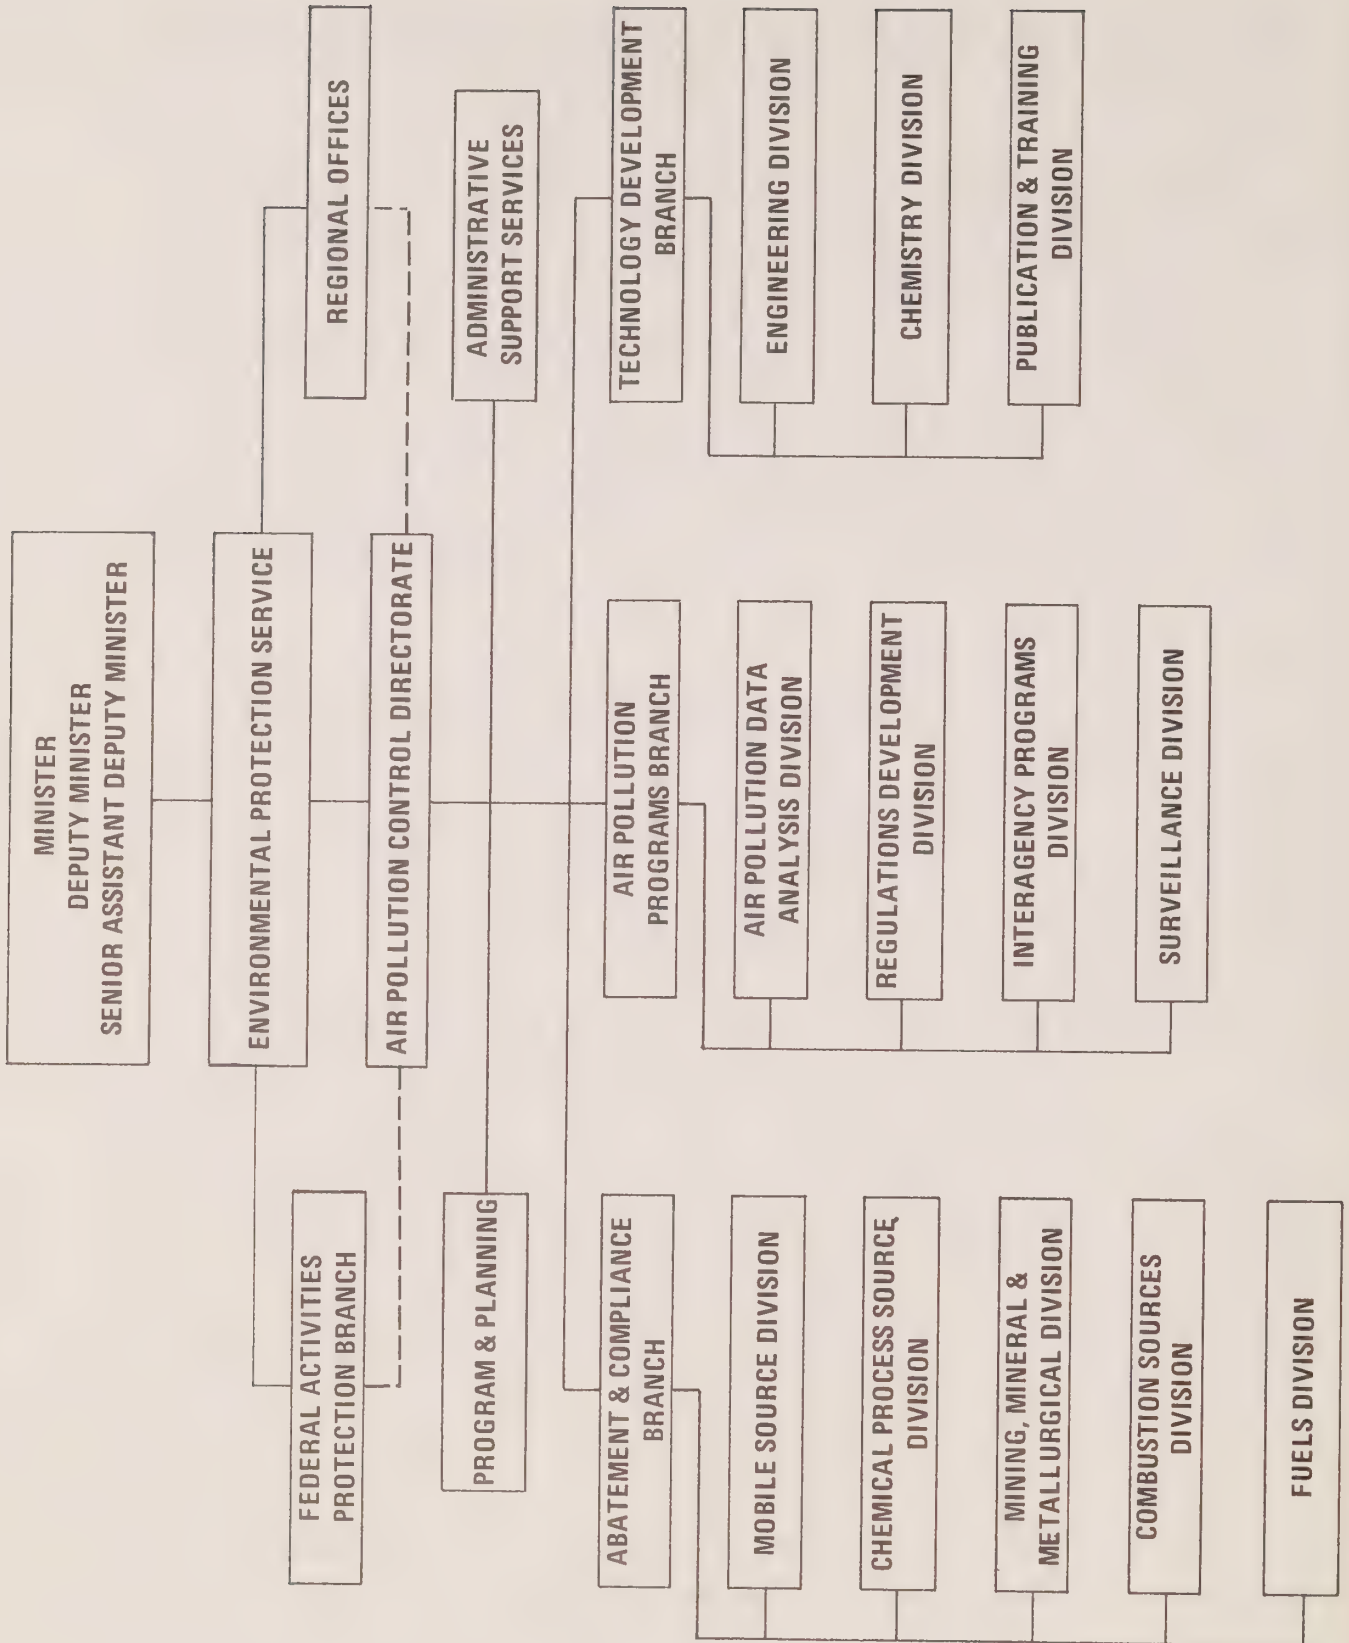 MINISTER
DEPUTY MINISTER
SENIOR ASSISTANT DEPUTY MINISTER
ENVIRONMENTAL PROTECTION SERVICE
FEDERAL ACTIVITIES
PROTECTION BRANCH
REGIONAL OFFICES
AIR POLLUTION CONTROL DIRECTORATE
PROGRAM & PLANNING
ADMINISTRATIVE
SUPPORT SERVICES
ABATEMENT & COMPLIANCE
BRANCH
MOBILE SOURCE DIVISION
CHEMICAL PROCESS SOURCE
DIVISION
MINING, MINERAL &
METALLURGICAL DIVISION
COMBUSTION SOURCES
DIVISION
FUELS DIVISION
AIR POLLUTION
PROGRAMS BRANCH
AIR POLLUTION DATA
ANALYSIS DIVISION
REGULATIONS DEVELOPMENT
DIVISION
INTERAGENCY PROGRAMS
DIVISION
SURVEILLANCE DIVISION
TECHNOLOGY DEVELOPMENT
BRANCH
ENGINEERING DIVISION
CHEMISTRY DIVISION
PUBLICATION & TRAINING
DIVISION